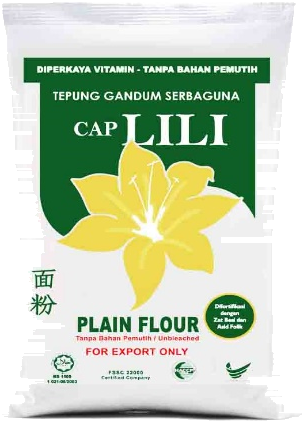 DIPERKAYA VITAMIN - TANPA BAHAN PEMUTIH
TEPUNG GANDUM SERBAGUNA
CAP LILI
面粉
Difortifikasi
dengan
Zat Besi dan
Asid Folik
PLAIN FLOUR
Tanpa Bahan Pemutih / Unbleached
FOR EXPORT ONLY
FSSC 22000
Certified Company